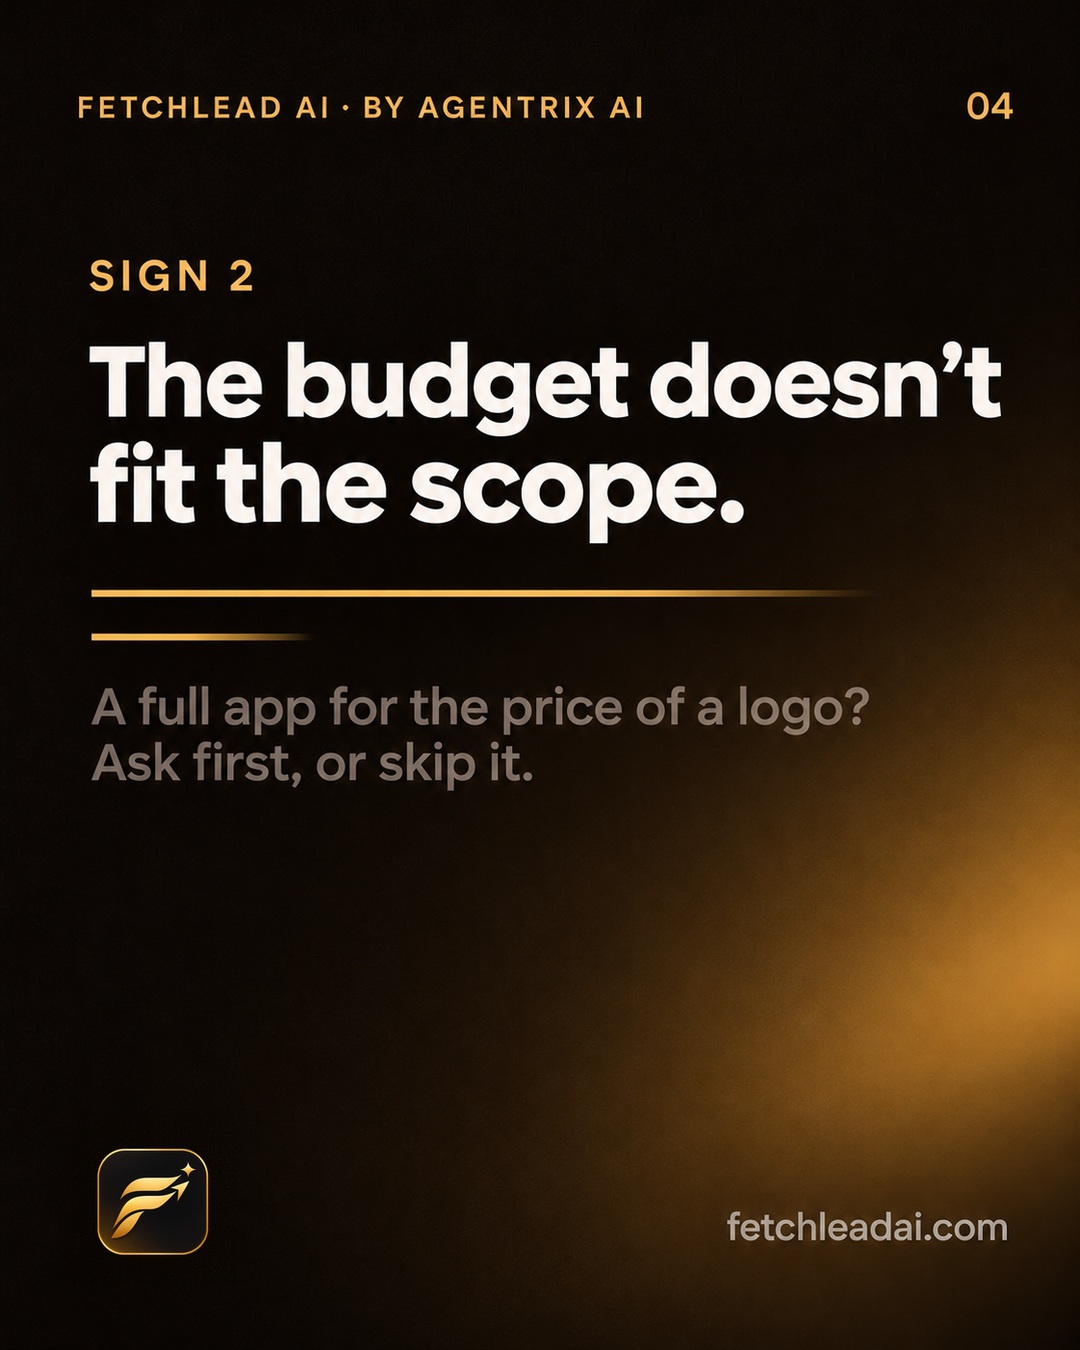 FETCHLEAD AI · BY AGENTRIX AI
04
SIGN 2
The budget doesn’t
fit the scope.
A full app for the price of a logo?
Ask first, or skip it.
fetchleadai.com